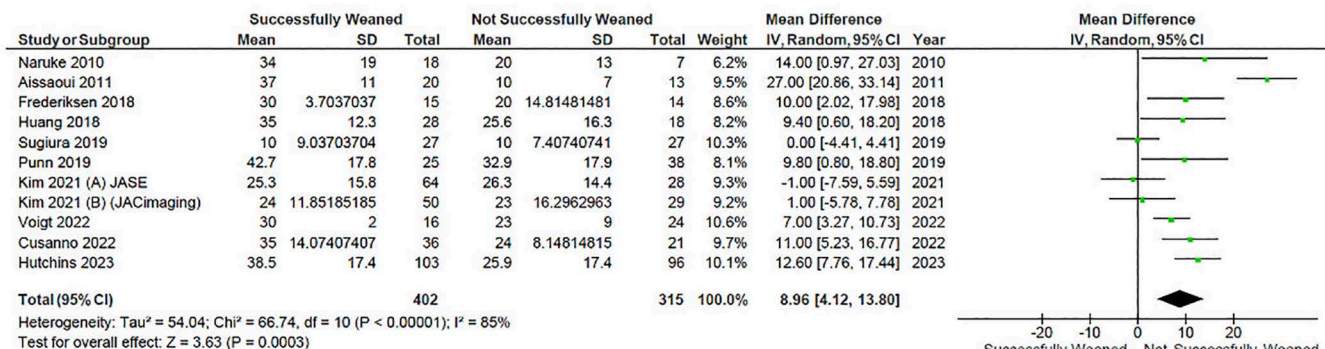 Successfully Weaned Not Successfully Weaned Mean Difference Mean Difference
Study or Subgroup Mean SD Total Mean SD Total Weight IV, Random, 95% CI Year IV, Random, 95% CI
Naruke 2010 34 19 18 20 13 7 6.2% 14.00 [0.97, 27.03] 2010
Aissaoui 2011 37 11 20 10 7 13 9.5% 27.00 [20.86, 33.14] 2011
Frederiksen 2018 30 3.7037037 15 20 14.81481481 14 8.6% 10.00 [2.02, 17.98] 2018
Huang 2018 35 12.3 28 25.6 16.3 18 8.2% 9.40 [0.60, 18.20] 2018
Sugiura 2019 10 9.03703704 27 10 7.40740741 27 10.3% 0.00 [-4.41, 4.41] 2019
Punn 2019 42.7 17.8 25 32.9 17.9 38 8.1% 9.80 [0.80, 18.80] 2019
Kim 2021 (A) JASE 25.3 15.8 64 26.3 14.4 28 9.3% -1.00 [-7.59, 5.59] 2021
Kim 2021 (B) (JACimaging) 24 11.85185185 50 23 16.2962963 29 9.2% 1.00 [-5.78, 7.78] 2021
Voigt 2022 30 2 16 23 9 24 10.6% 7.00 [3.27, 10.73] 2022
Cusanno 2022 35 14.07407407 36 24 8.14814815 21 9.7% 11.00 [5.23, 16.77] 2022
Hutchins 2023 38.5 17.4 103 25.9 17.4 96 10.1% 12.60 [7.76, 17.44] 2023
Total (95% CI) 402 315 100.0% 8.96 [4.12, 13.80]
Heterogeneity: Tau² = 54.04; Chi² = 66.74, df = 10 (P < 0.00001); I² = 85%
Test for overall effect: Z = 3.63 (P = 0.0003)
-20 -10 0 10 20
Successfully Weaned Not Successfully Weaned